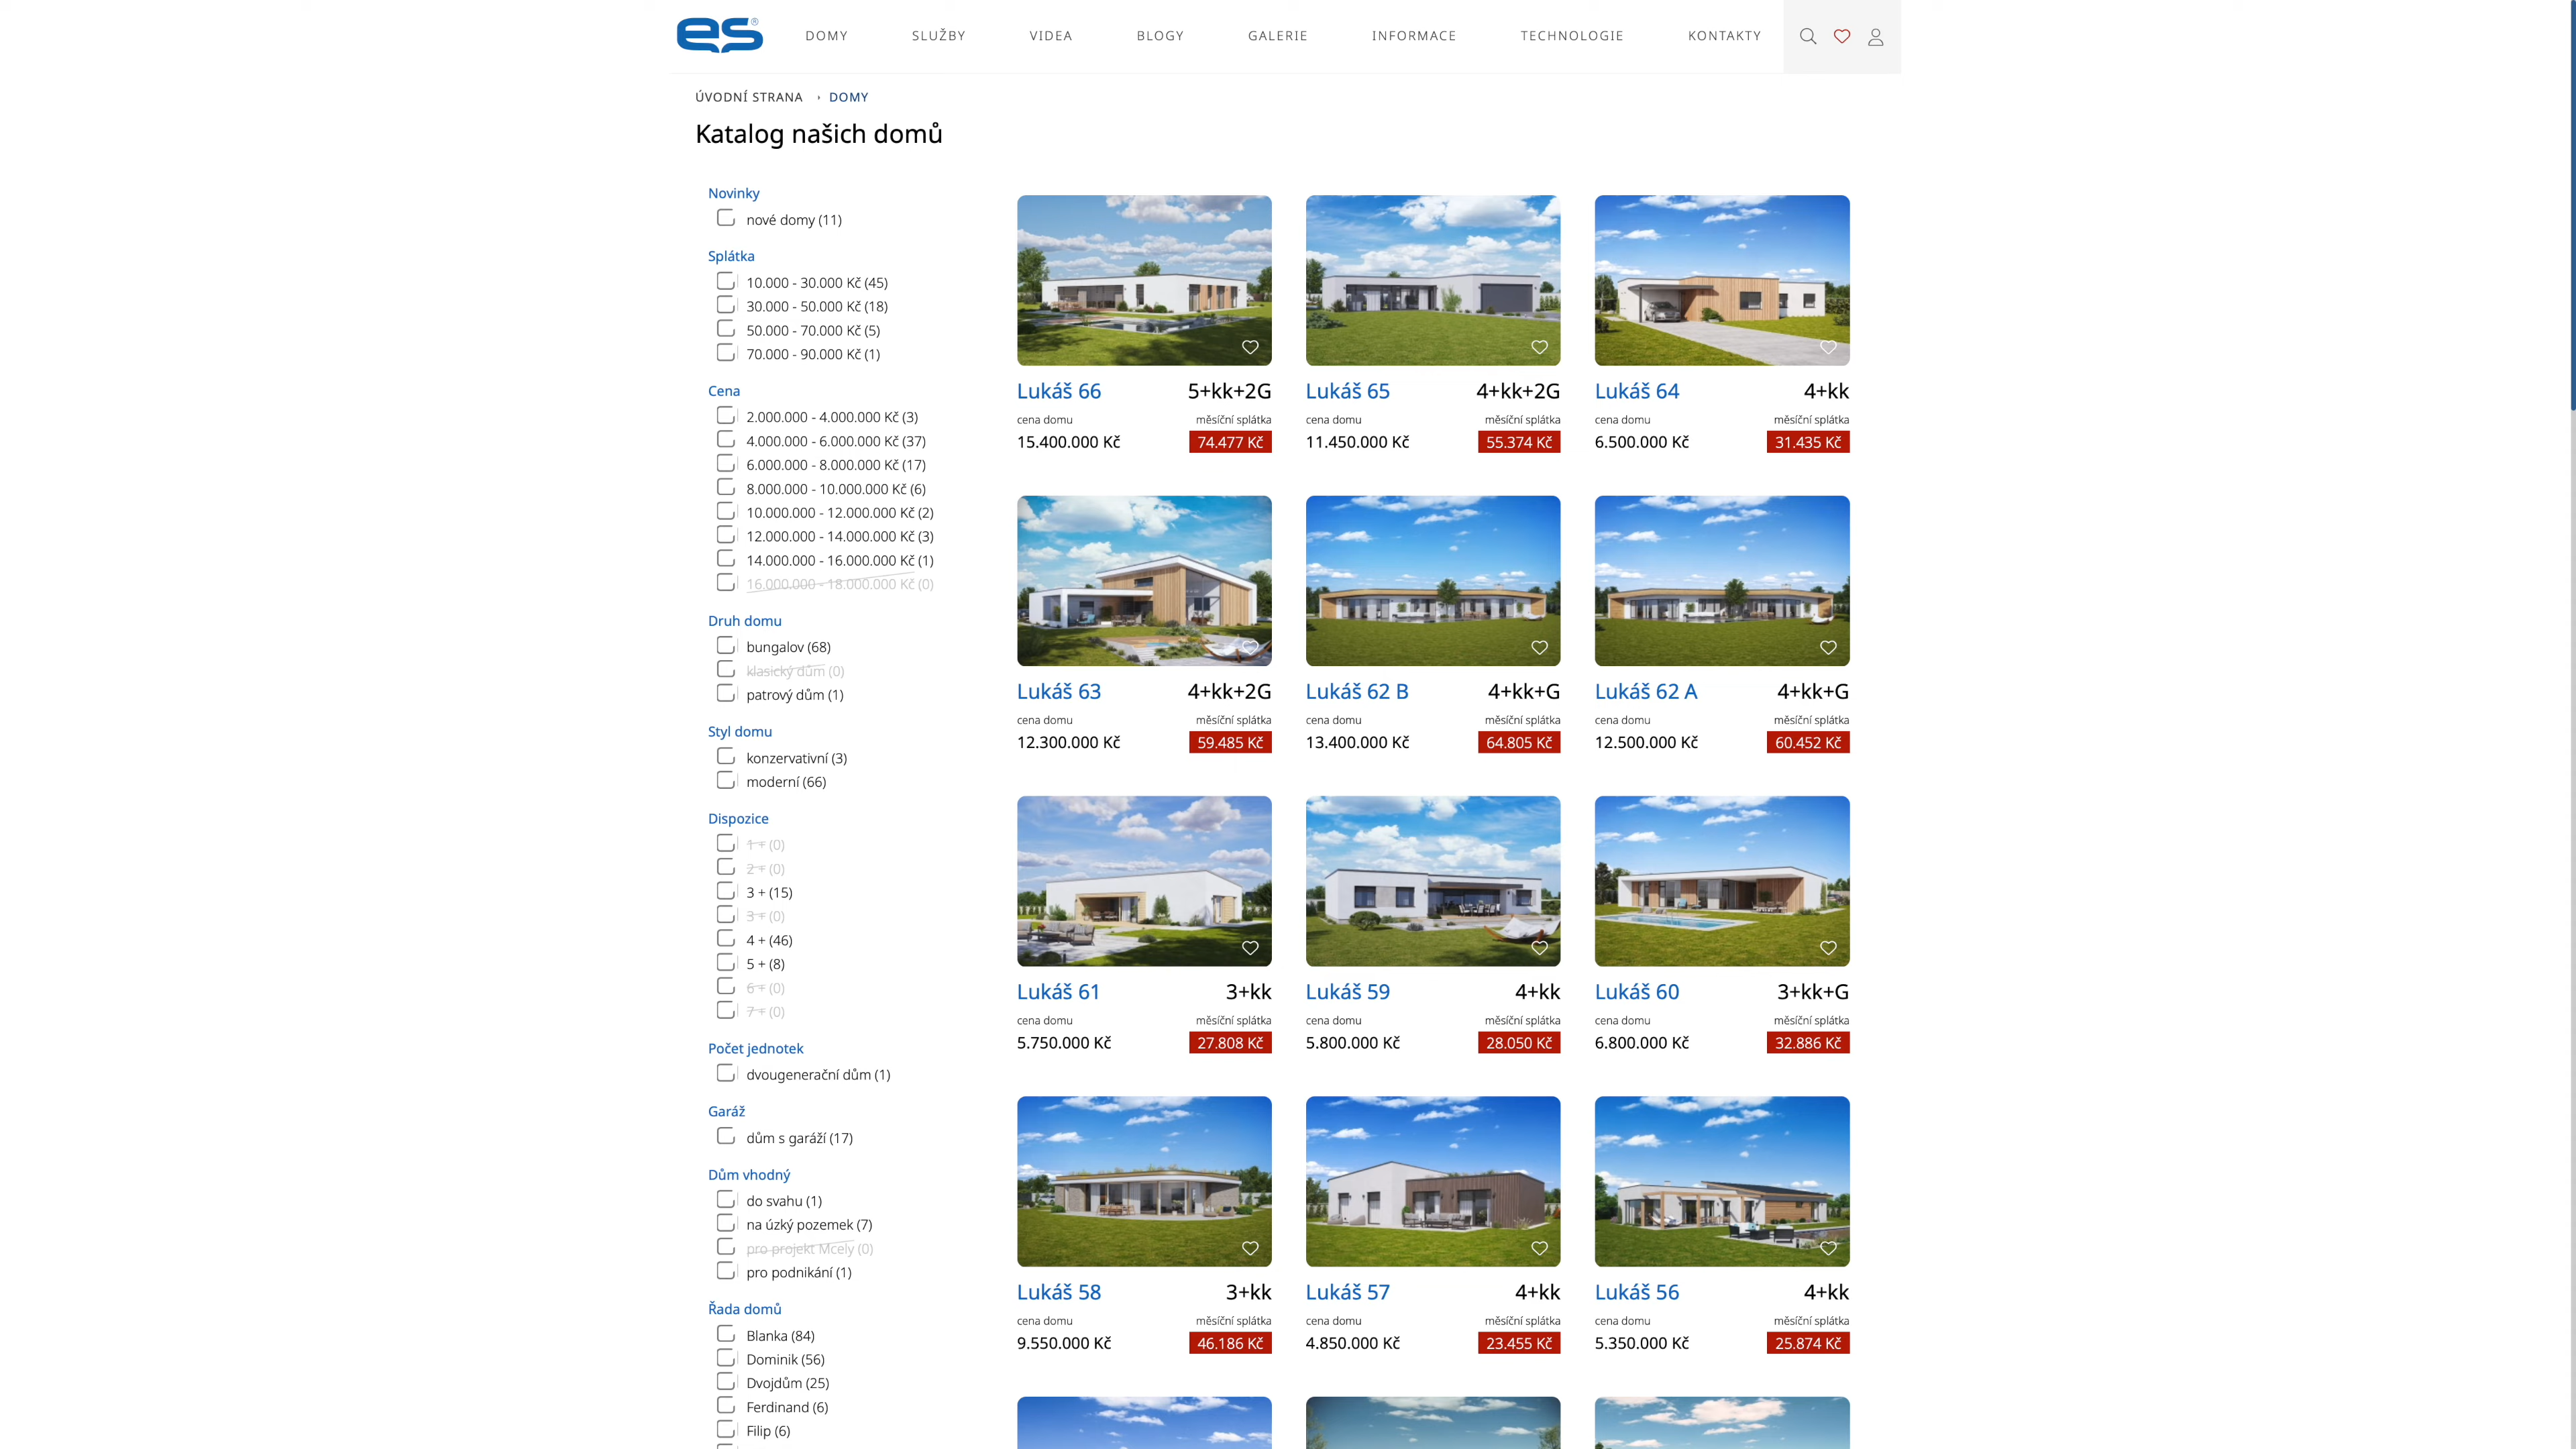 es®
DOMY
SLUŽBY
VIDEA
BLOGY
GALERIE
INFORMACE
TECHNOLOGIE
KONTAKTY
ÚVODNÍ STRANA
DOMY
Katalog našich domů
Novinky
nové domy (11)
Splátka
10.000 - 30.000 Kč (45)
30.000 - 50.000 Kč (18)
50.000 - 70.000 Kč (5)
70.000 - 90.000 Kč (1)
Cena
2.000.000 - 4.000.000 Kč (3)
4.000.000 - 6.000.000 Kč (37)
6.000.000 - 8.000.000 Kč (17)
8.000.000 - 10.000.000 Kč (6)
10.000.000 - 12.000.000 Kč (2)
12.000.000 - 14.000.000 Kč (3)
14.000.000 - 16.000.000 Kč (1)
16.000.000 - 18.000.000 Kč (0)
Druh domu
bungalov (68)
klasický dům (0)
patrový dům (1)
Styl domu
konzervativní (3)
moderní (66)
Dispozice
1 + (0)
2 + (0)
3 + (15)
3 + (0)
4 + (46)
5 + (8)
6 + (0)
7 + (0)
Počet jednotek
dvougenerační dům (1)
Garáž
dům s garáží (17)
Dům vhodný
do svahu (1)
na úzký pozemek (7)
pro projekt Mcely (0)
pro podnikání (1)
Řada domů
Blanka (84)
Dominik (56)
Dvojdům (25)
Ferdinand (6)
Filip (6)
Lukáš 66 5+kk+2G
cena domu měsíční splátka
15.400.000 Kč 74.477 Kč
Lukáš 65 4+kk+2G
cena domu měsíční splátka
11.450.000 Kč 55.374 Kč
Lukáš 64 4+kk
cena domu měsíční splátka
6.500.000 Kč 31.435 Kč
Lukáš 63 4+kk+2G
cena domu měsíční splátka
12.300.000 Kč 59.485 Kč
Lukáš 62 B 4+kk+G
cena domu měsíční splátka
13.400.000 Kč 64.805 Kč
Lukáš 62 A 4+kk+G
cena domu měsíční splátka
12.500.000 Kč 60.452 Kč
Lukáš 61 3+kk
cena domu měsíční splátka
5.750.000 Kč 27.808 Kč
Lukáš 59 4+kk
cena domu měsíční splátka
5.800.000 Kč 28.050 Kč
Lukáš 60 3+kk+G
cena domu měsíční splátka
6.800.000 Kč 32.886 Kč
Lukáš 58 3+kk
cena domu měsíční splátka
9.550.000 Kč 46.186 Kč
Lukáš 57 4+kk
cena domu měsíční splátka
4.850.000 Kč 23.455 Kč
Lukáš 56 4+kk
cena domu měsíční splátka
5.350.000 Kč 25.874 Kč